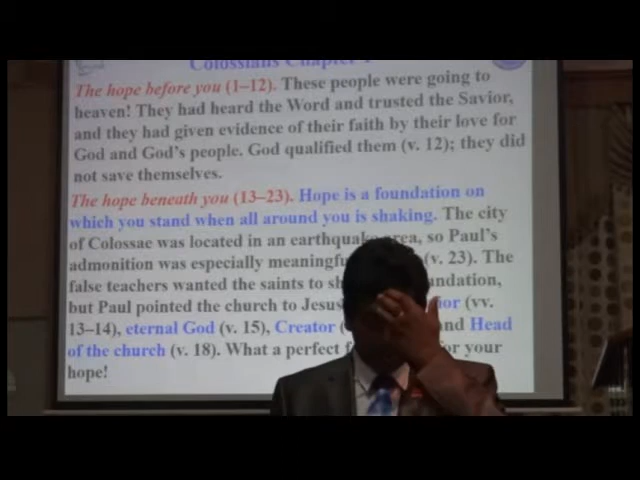 Colossians Chapter 1
The hope before you (1–12). These people were going to
heaven! They had heard the Word and trusted the Savior,
and they had given evidence of their faith by their love for
God and God's people. God qualified them (v. 12); they did
not save themselves.
The hope beneath you (13–23). Hope is a foundation on
which you stand when all around you is shaking. The city
of Colossae was located in an earthquake area, so Paul's
admonition was especially meaningful (v. 23). The
false teachers wanted the saints to
but Paul pointed the church to Jesus (vv.
13–14), eternal God (v. 15), Creator and Head
of the church (v. 18). What a perfect for your
hope!